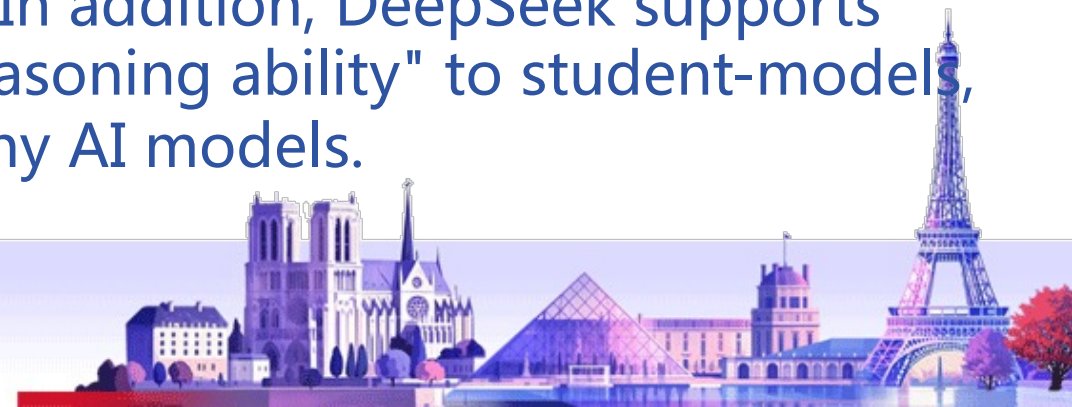 In addition, DeepSeek supports
asoning ability" to student-models,
ny AI models.